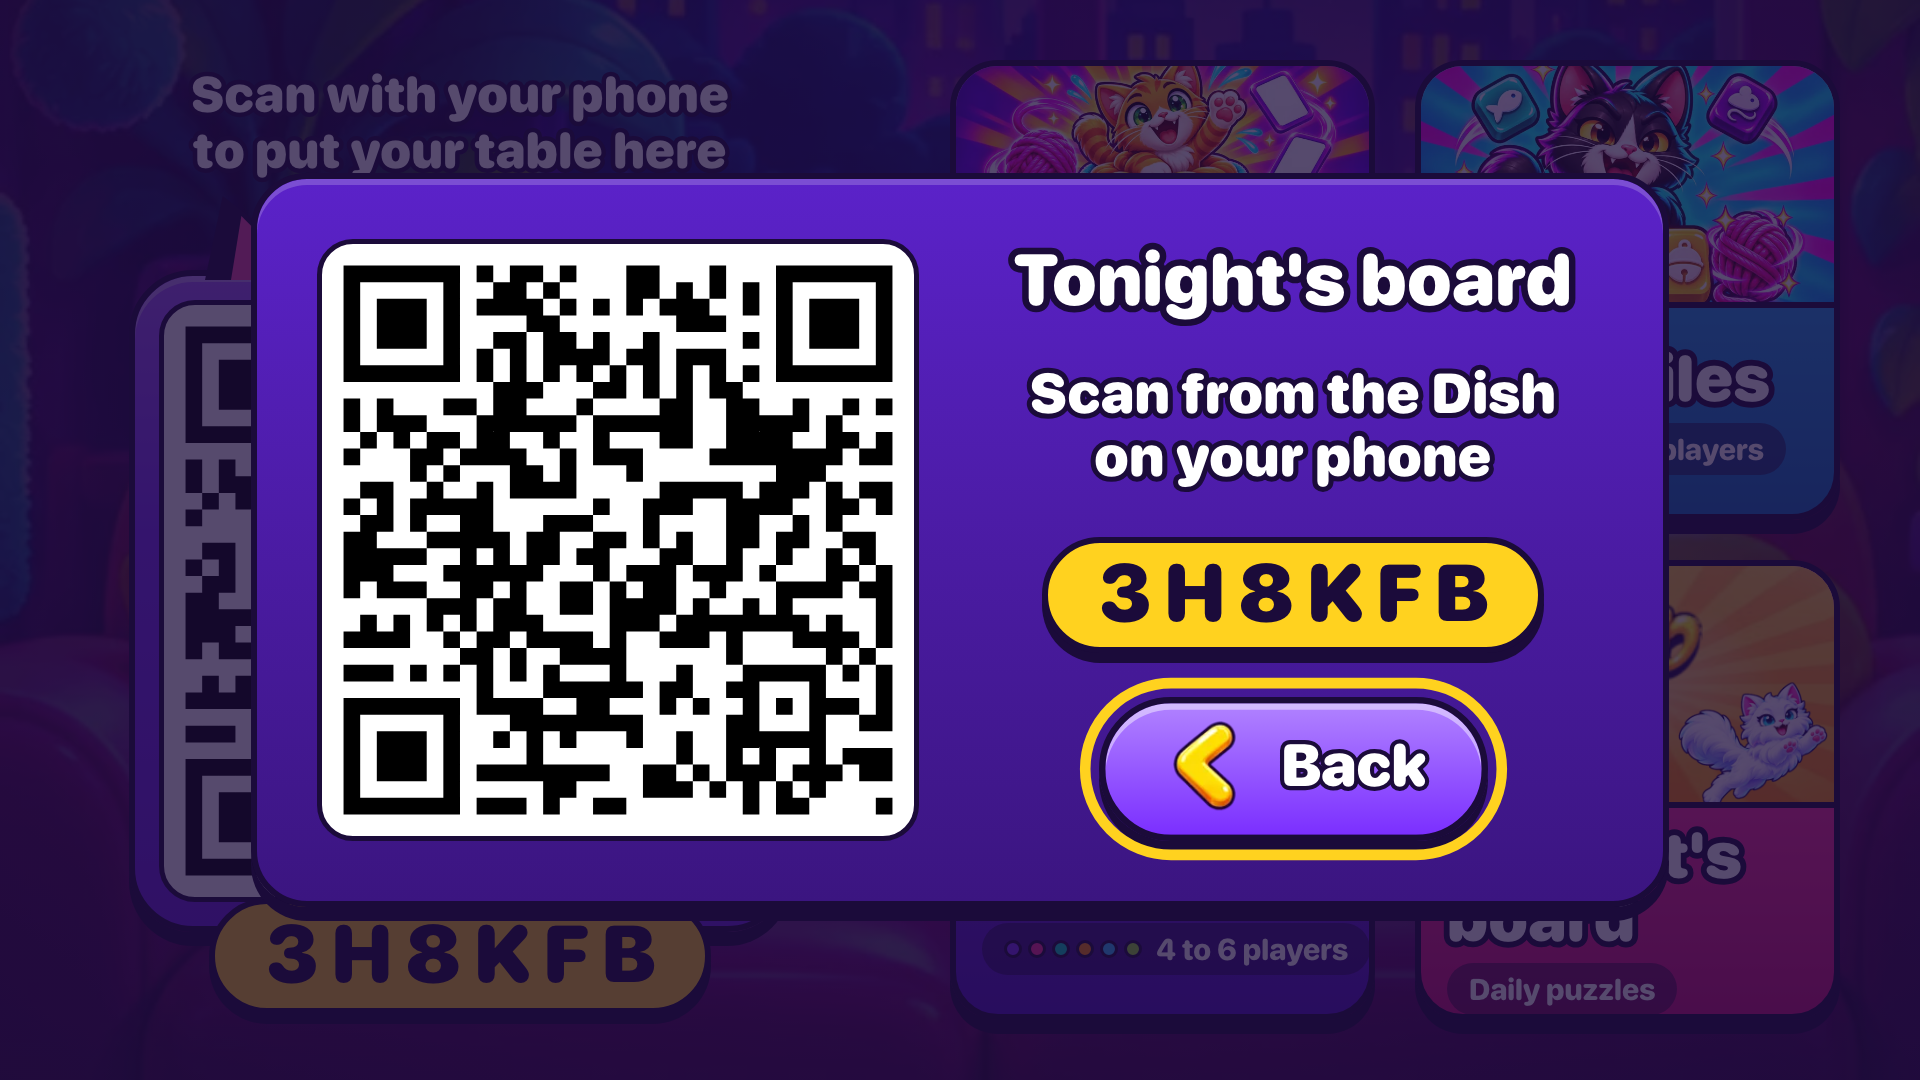 Scan with your phone
to put your table here
Tonight's board
Scan from the Dish
on your phone
3H8KFB
Back
iles
players
t's
board
3H8KFB
4 to 6 players
Daily puzzles